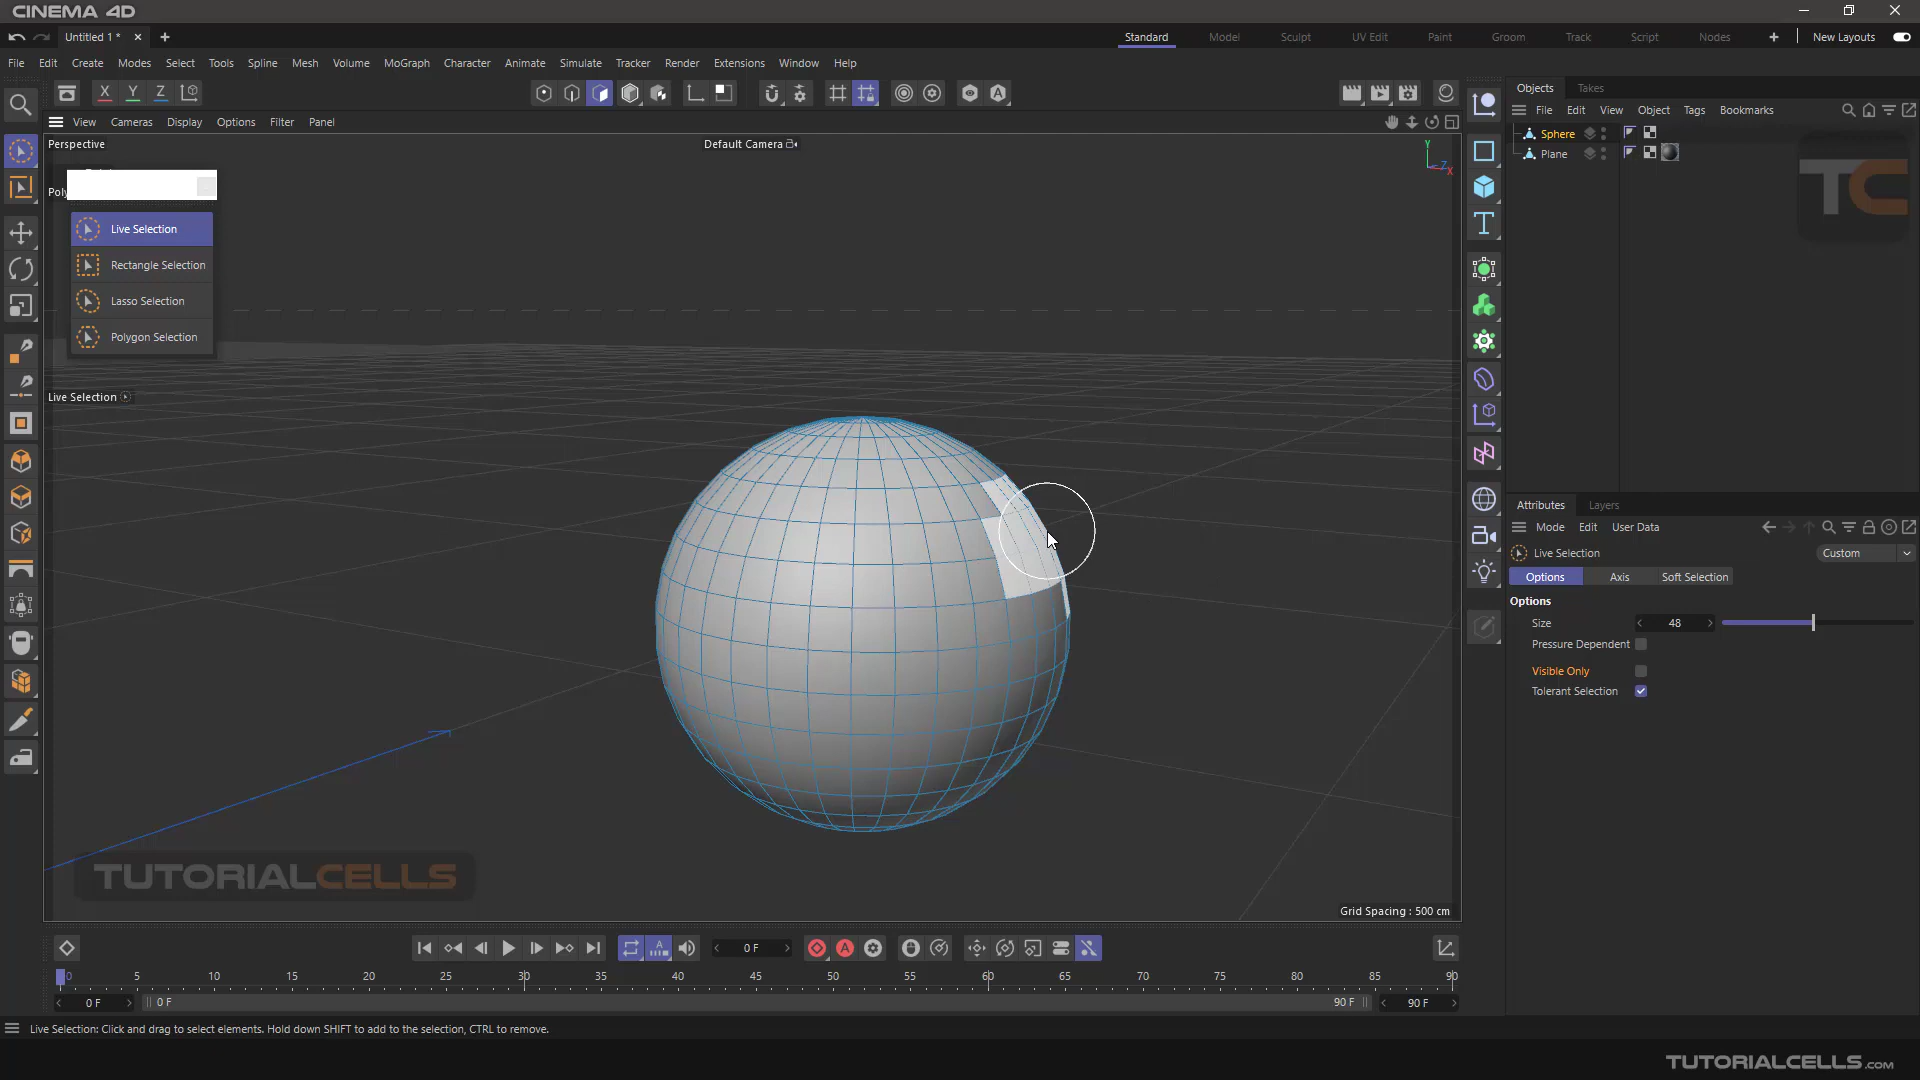 CINEMA 4D
Untitled 1 *
Standard
Model
Sculpt
UV Edit
Paint
Groom
Track
Script
Nodes
New Layouts
File Edit Create Modes Select Tools Spline Mesh Volume MoGraph Character Animate Simulate Tracker Render Extensions Window Help
X Y Z
Objects Takes
File Edit View Object Tags Bookmarks
View Cameras Display Options Filter Panel
Sphere
Plane
Perspective
Default Camera
Y
Z
X
TC
Poly
Live Selection
Rectangle Selection
Lasso Selection
Polygon Selection
Live Selection
Attributes Layers
Mode Edit User Data
Live Selection
Custom
Options Axis Soft Selection
Options
Size 48
Pressure Dependent
Visible Only
Tolerant Selection
TUTORIALCELLS
Grid Spacing : 500 cm
0 F
0 5 10 15 20 25 30 35 40 45 50 55 60 65 70 75 80 85 90
0 F 0 F 90 F 90 F
Live Selection: Click and drag to select elements. Hold down SHIFT to add to the selection, CTRL to remove.
TUTORIALCELLS.COM